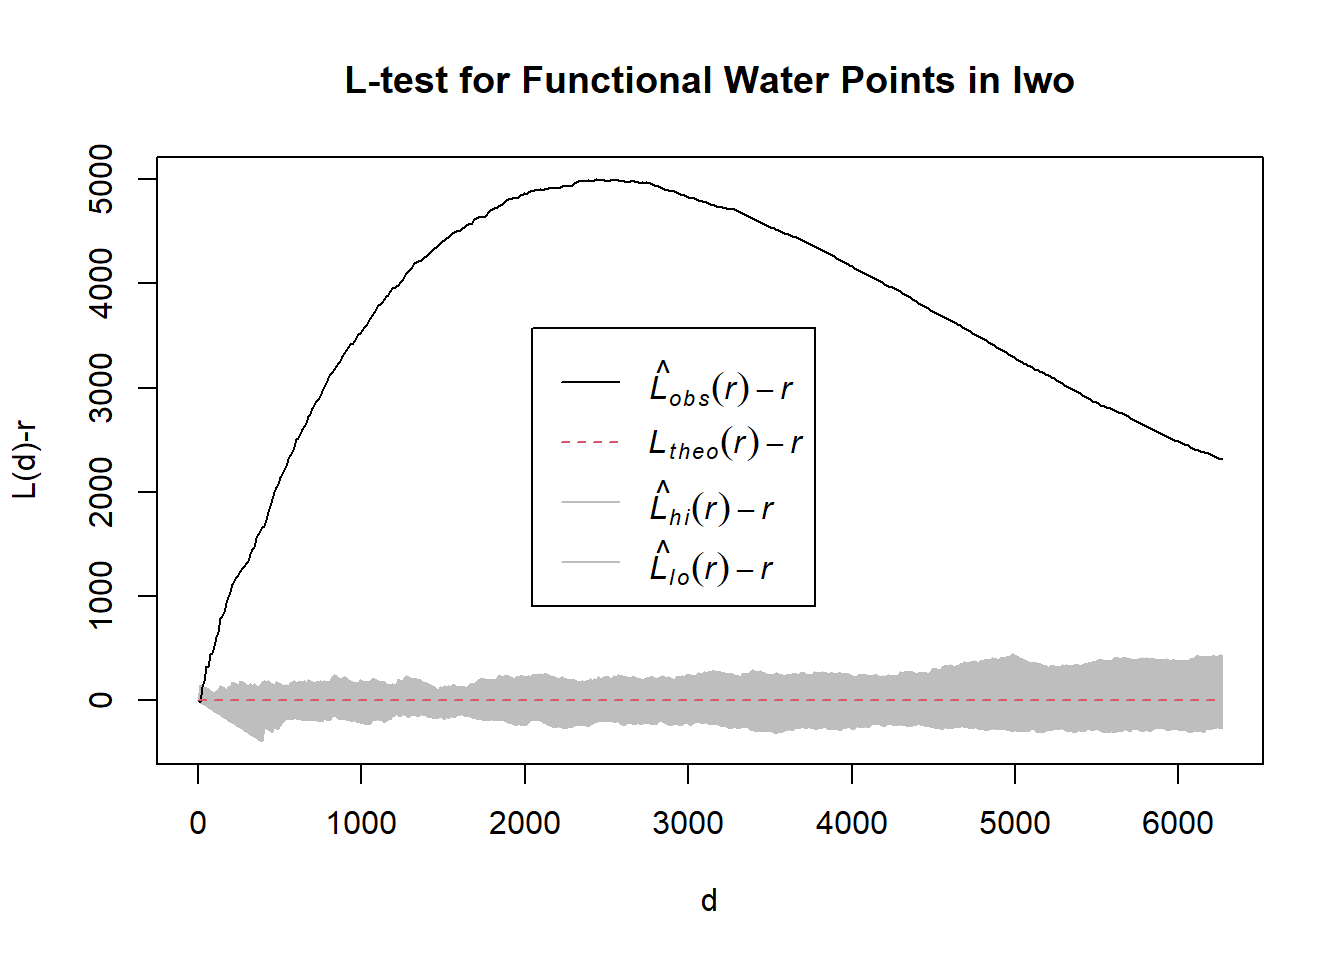 L-test for Functional Water Points in Iwo
L(d)-r
5000
4000
3000
2000
1000
0
L̂obs(r) − r
Ltheo(r) − r
L̂hi(r) − r
L̂lo(r) − r
0 1000 2000 3000 4000 5000 6000
d